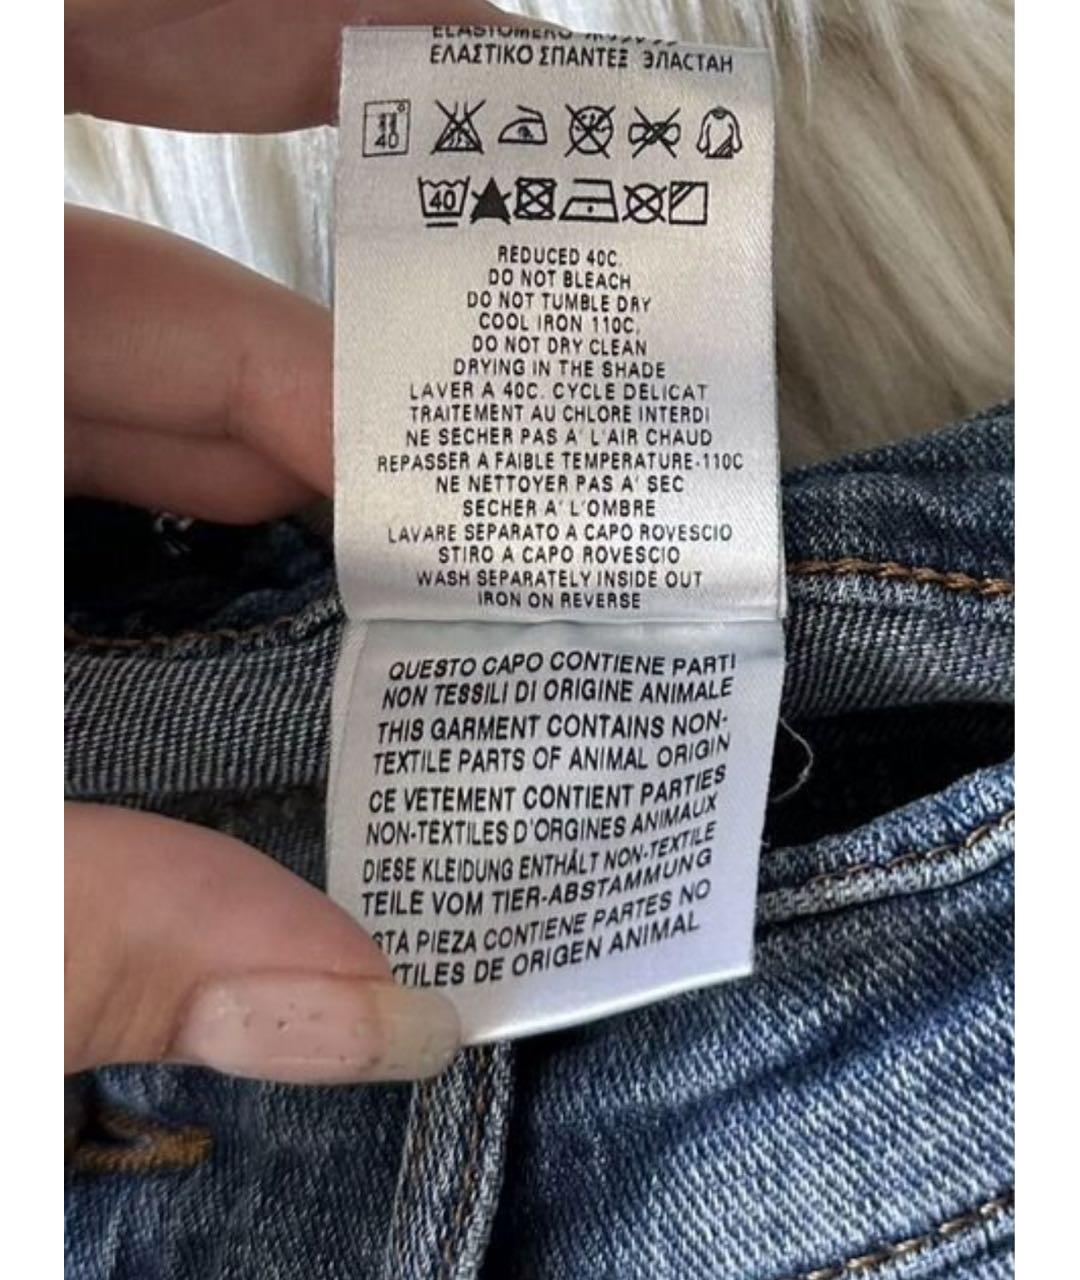 ΕΛΑΣΤΙΚΟ ΣΠΑΝΤΕΞ ЭЛАСТАН
40
40
REDUCED 40C.
DO NOT BLEACH
DO NOT TUMBLE DRY
COOL IRON 110C.
DO NOT DRY CLEAN
DRYING IN THE SHADE
LAVER A 40C. CYCLE DELICAT
TRAITEMENT AU CHLORE INTERDI
NE SECHER PAS A' L'AIR CHAUD
REPASSER A FAIBLE TEMPERATURE-110C
NE NETTOYER PAS A' SEC
SECHER A' L'OMBRE
LAVARE SEPARATO A CAPO ROVESCIO
STIRO A CAPO ROVESCIO
WASH SEPARATELY INSIDE OUT
IRON ON REVERSE
QUESTO CAPO CONTIENE PARTI
NON TESSILI DI ORIGINE ANIMALE
THIS GARMENT CONTAINS NON-
TEXTILE PARTS OF ANIMAL ORIGIN
CE VETEMENT CONTIENT PARTIES
NON-TEXTILES D'ORGINES ANIMAUX
DIESE KLEIDUNG ENTHÄLT NON-TEXTILE
TEILE VOM TIER-ABSTAMMUNG
STA PIEZA CONTIENE PARTES NO
XTILES DE ORIGEN ANIMAL